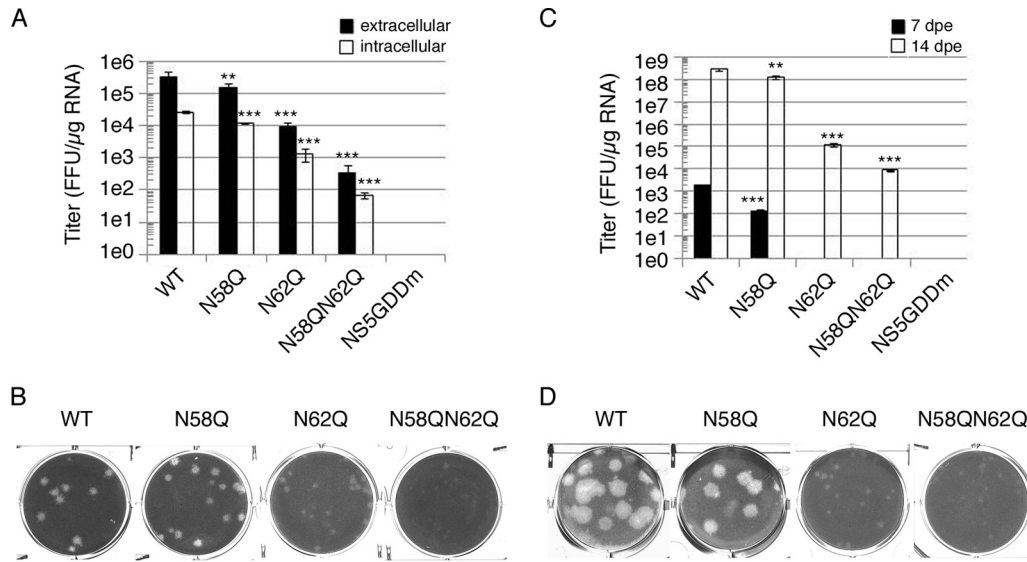 A
extracellular
intracellular
Titer (FFU/µg RNA)
1e6
1e5
1e4
1e3
1e2
1e1
1e0
** *** *** *** *** ***
WT N58Q N62Q N58QN62Q NS5GDDm
C
7 dpe
14 dpe
Titer (FFU/µg RNA)
1e9
1e8
1e7
1e6
1e5
1e4
1e3
1e2
1e1
1e0
*** ** *** ***
WT N58Q N62Q N58QN62Q NS5GDDm
B
WT N58Q N62Q N58QN62Q
D
WT N58Q N62Q N58QN62Q